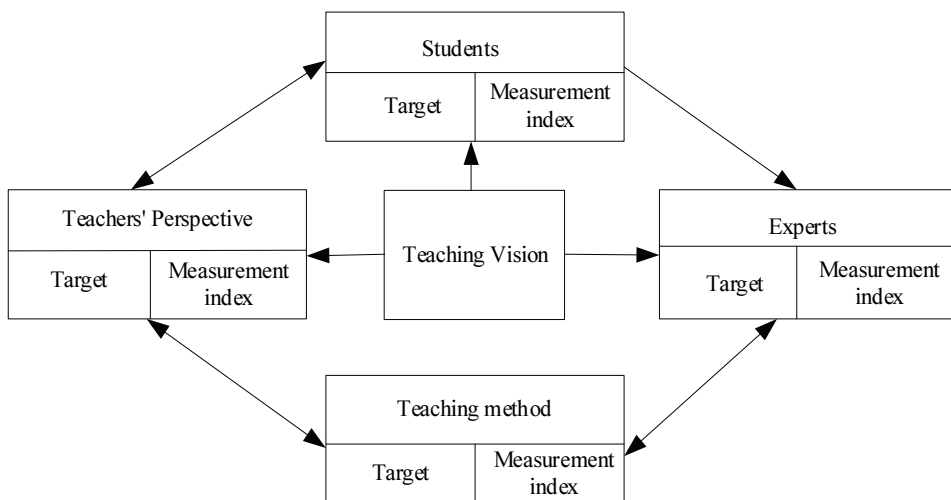 Students
Target
Measurement
index
Teachers' Perspective
Target
Measurement
index
Teaching Vision
Experts
Target
Measurement
index
Teaching method
Target
Measurement
index